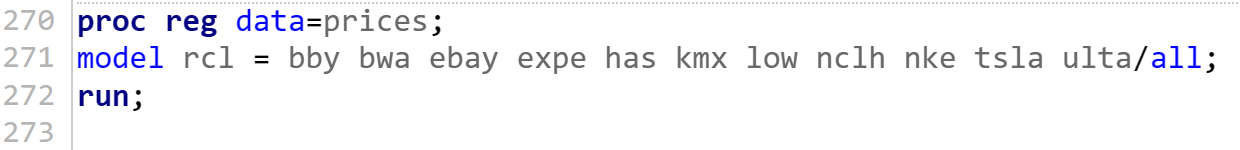 270 proc reg data=prices;
271 model rcl = bby bwa ebay expe has kmx low nclh nke tsla ulta/all;
272 run;
273